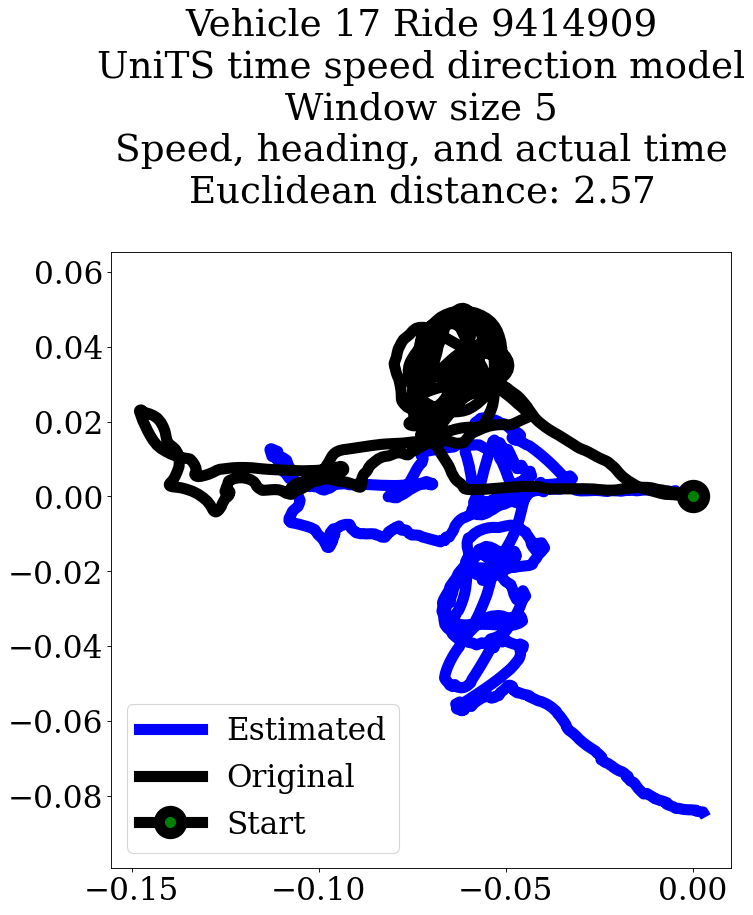 Vehicle 17 Ride 9414909
UniTS time speed direction model
Window size 5
Speed, heading, and actual time
Euclidean distance: 2.57
0.06
0.04
0.02
0.00
−0.02
−0.04
−0.06
−0.08
Estimated
Original
Start
−0.15
−0.10
−0.05
0.00